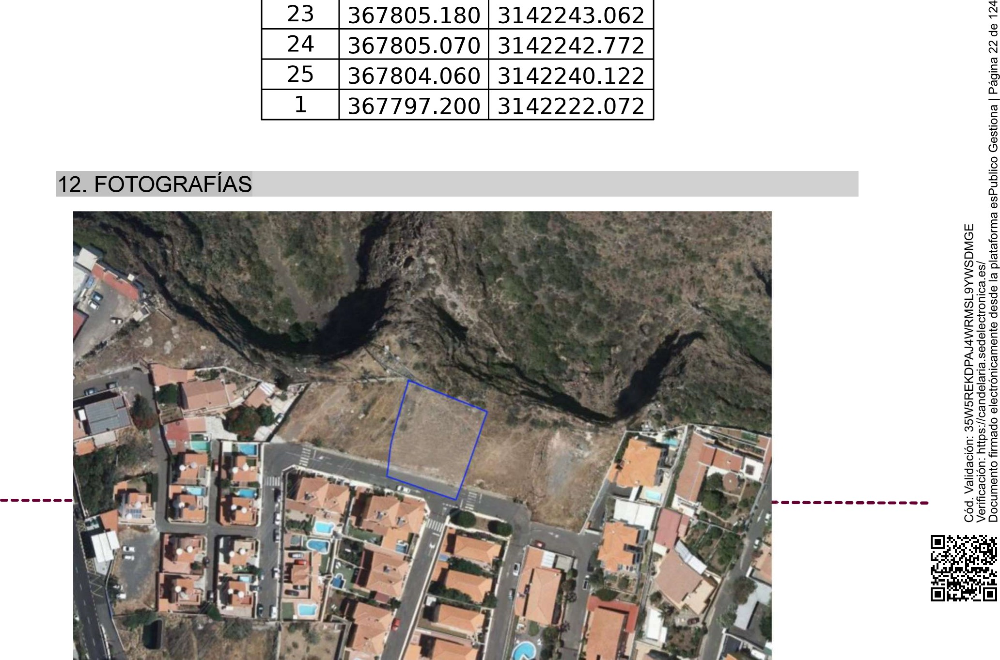 23 367805.180 3142243.062
24 367805.070 3142242.772
25 367804.060 3142240.122
1 367797.200 3142222.072
12. FOTOGRAFÍAS
Cód. Validación: 35W5REKDPAJ4WRMSL9YWSDMGE
Verificación: https://candelaria.sedelectronica.es/
Documento firmado electrónicamente desde la plataforma esPublico Gestiona | Página 22 de 124